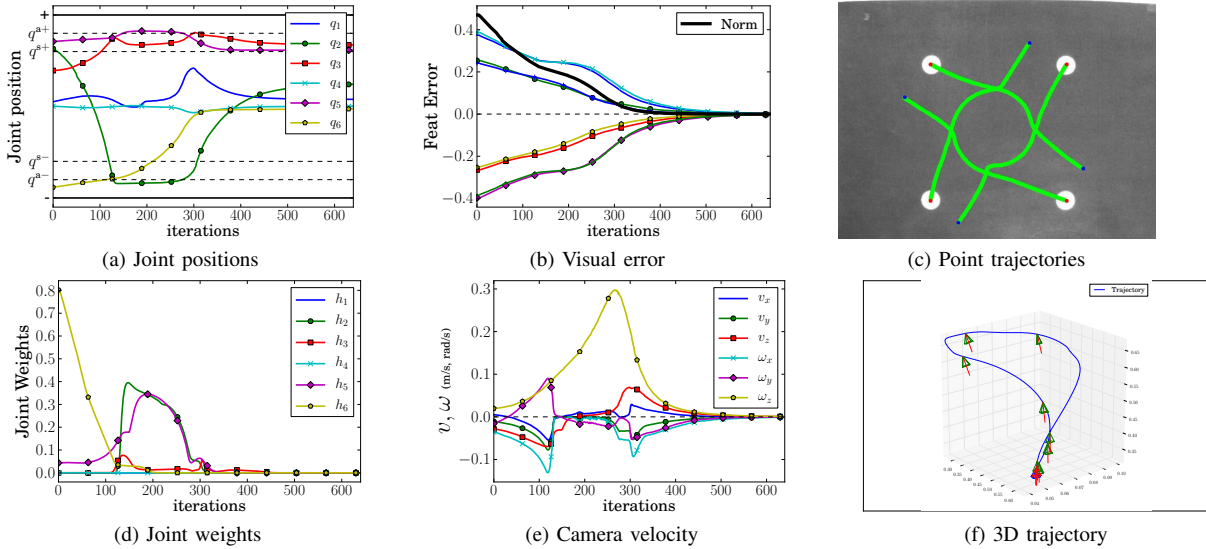 +
q^{a+}
q^{s+}
q^{s−}
q^{a−}
-
Joint position
q_1
q_2
q_3
q_4
q_5
q_6
0 100 200 300 400 500 600
iterations
(a) Joint positions
0.4
0.2
0.0
−0.2
−0.4
Feat Error
Norm
0 100 200 300 400 500 600
iterations
(b) Visual error
(c) Point trajectories
0.8
0.7
0.6
0.5
0.4
0.3
0.2
0.1
0.0
Joint Weights
h_1
h_2
h_3
h_4
h_5
h_6
0 100 200 300 400 500 600
iterations
(d) Joint weights
0.3
0.2
0.1
0.0
−0.1
v, ω (m/s, rad/s)
v_x
v_y
v_z
ω_x
ω_y
ω_z
0 100 200 300 400 500 600
iterations
(e) Camera velocity
Trajectory
(f) 3D trajectory